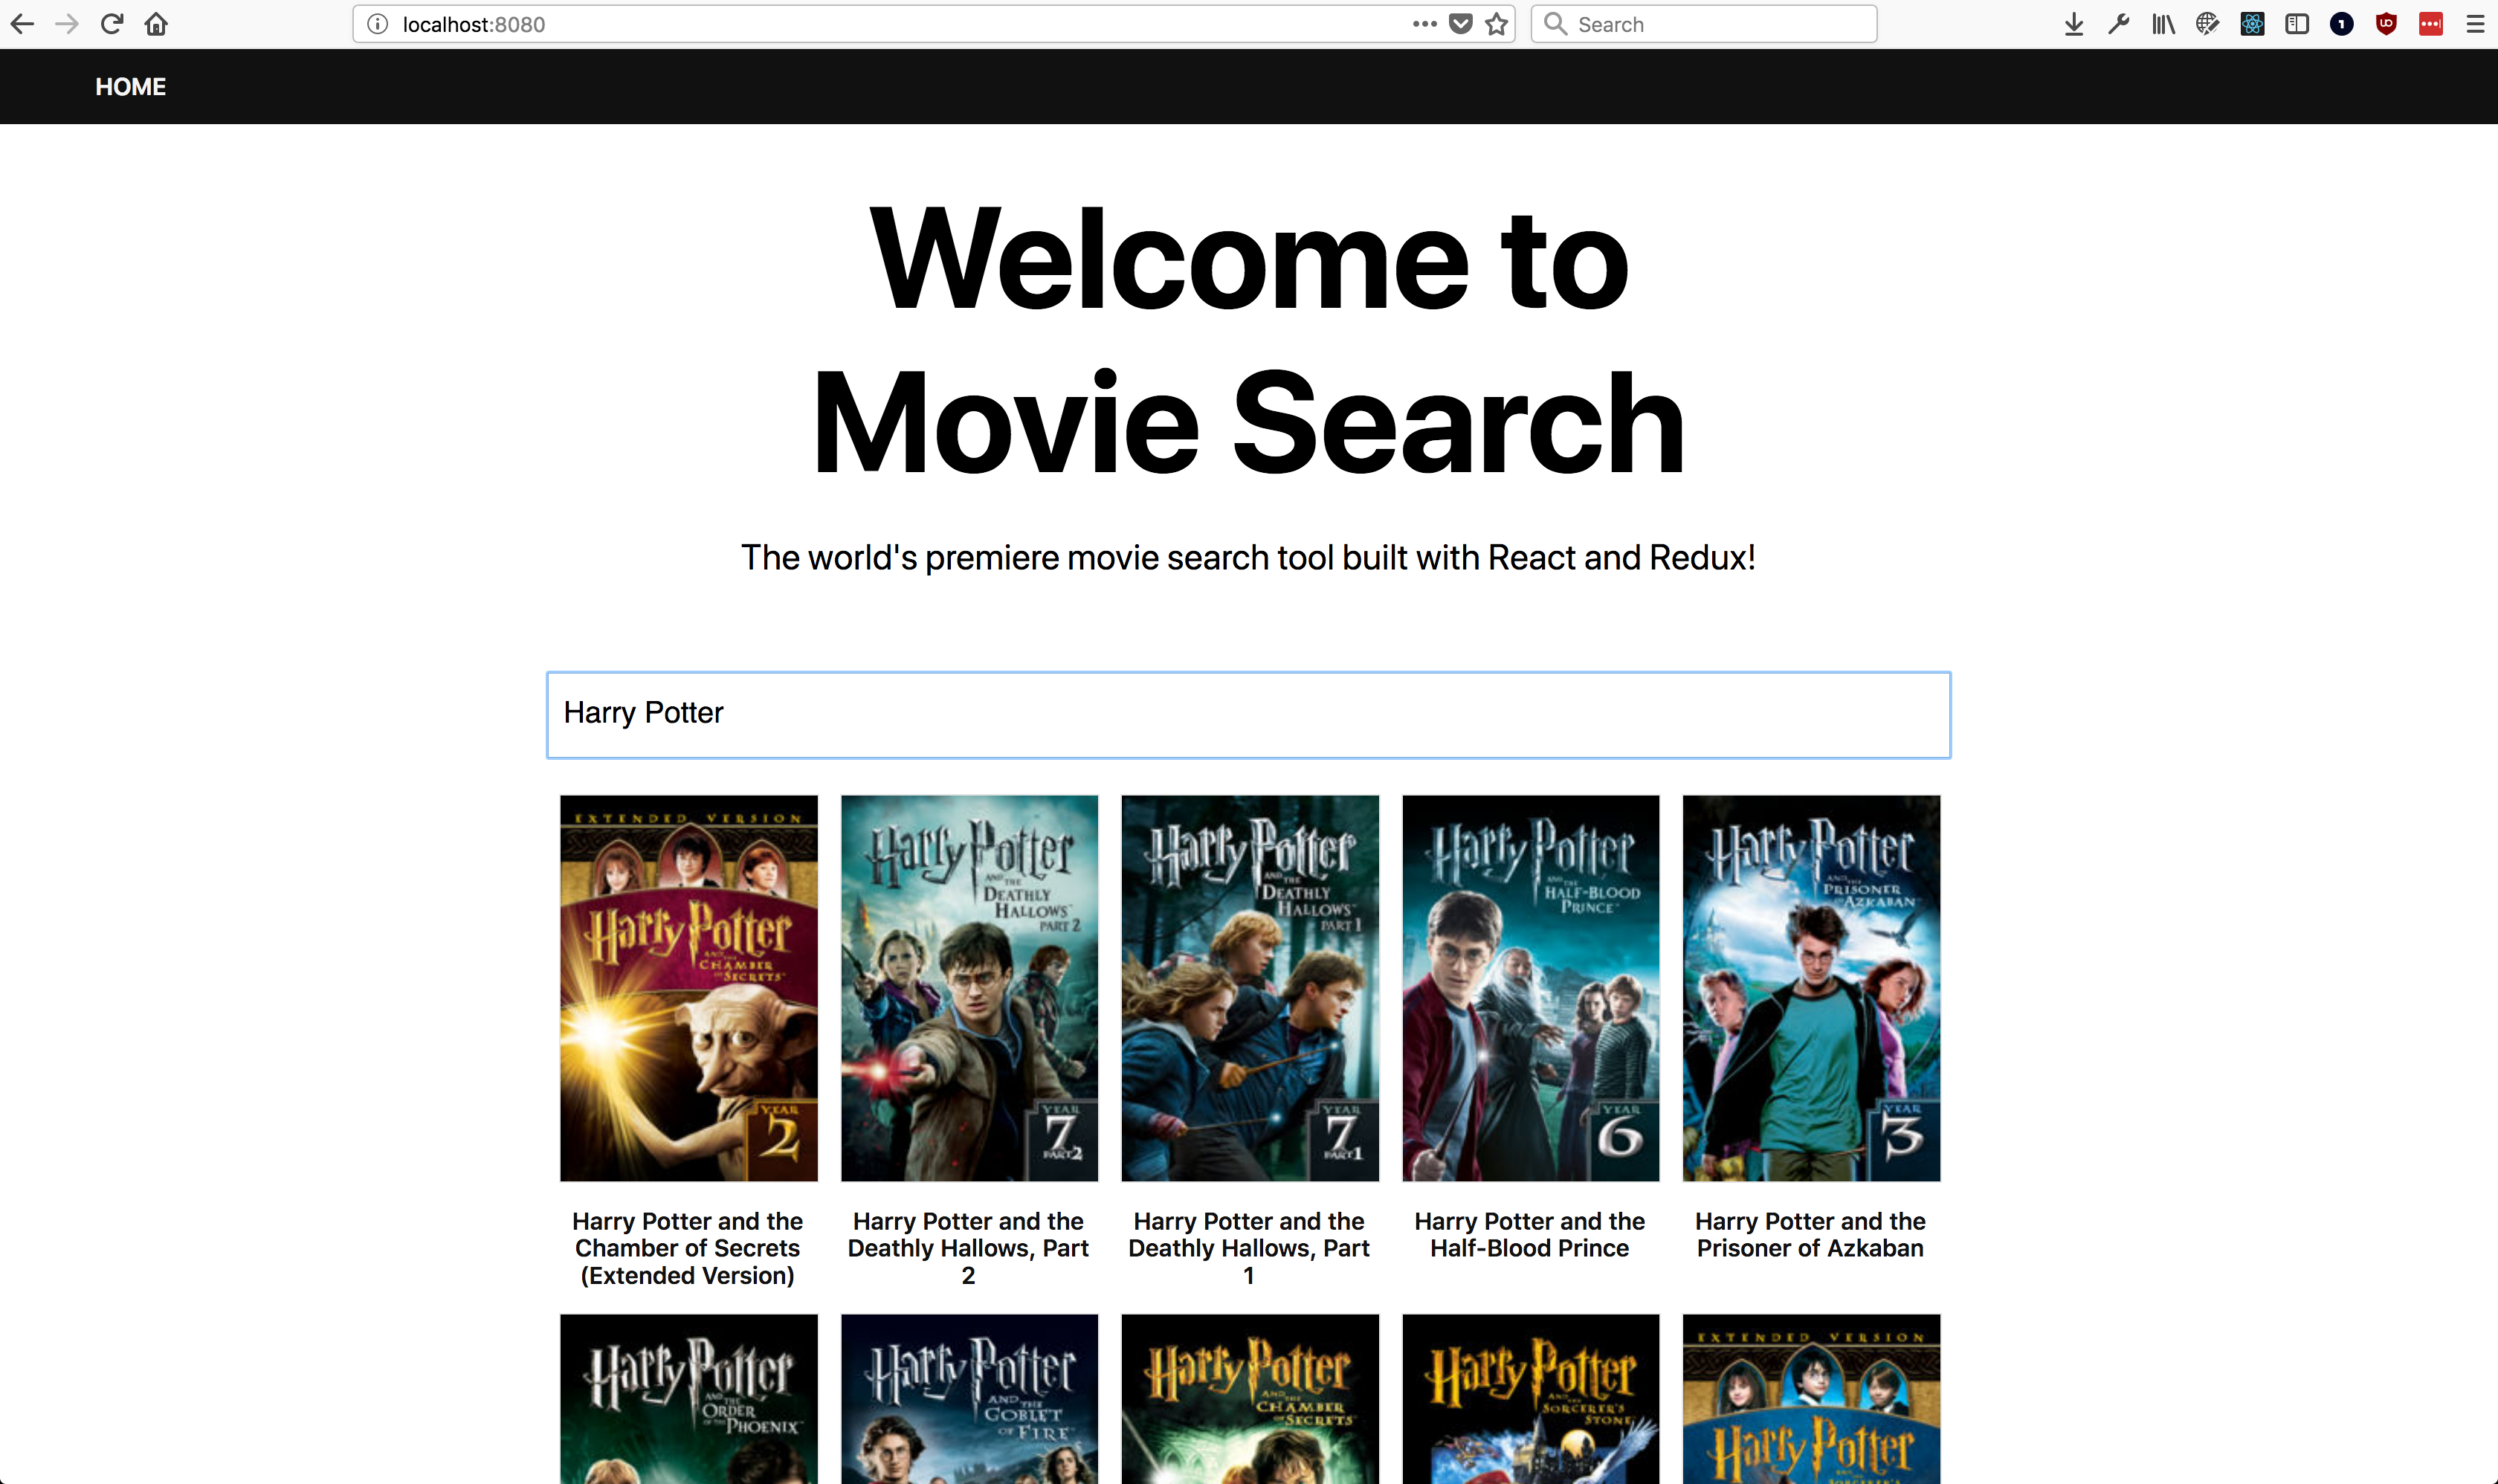 localhost:8080
Search
HOME
Welcome to
Movie Search
The world's premiere movie search tool built with React and Redux!
Harry Potter
EXTENDED VERSION
Harry Potter
AND THE
CHAMBER
OF SECRETS
YEAR
2
Harry Potter
AND THE
DEATHLY
HALLOWS
PART 2
YEAR
7
PART 2
Harry Potter
AND THE
DEATHLY
HALLOWS
PART 1
YEAR
7
PART 1
Harry Potter
AND THE
HALF-BLOOD
PRINCE
YEAR
6
Harry Potter
AND THE
PRISONER
OF AZKABAN
YEAR
3
Harry Potter and the
Chamber of Secrets
(Extended Version)
Harry Potter and the
Deathly Hallows, Part
2
Harry Potter and the
Deathly Hallows, Part
1
Harry Potter and the
Half-Blood Prince
Harry Potter and the
Prisoner of Azkaban
Harry Potter
AND THE
ORDER
OF THE PHOENIX
Harry Potter
AND THE
GOBLET
OF FIRE
Harry Potter
AND THE
CHAMBER
OF SECRETS
Harry Potter
AND THE
SORCERER'S
STONE
EXTENDED VERSION
Harry Potter